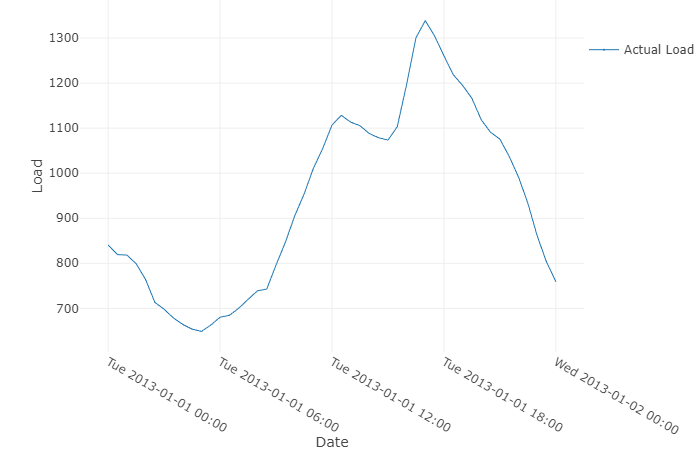 1300
1200
1100
1000
900
800
700
Load
Actual Load
Tue 2013-01-01 00:00
Tue 2013-01-01 06:00
Tue 2013-01-01 12:00
Tue 2013-01-01 18:00
Wed 2013-01-02 00:00
Date